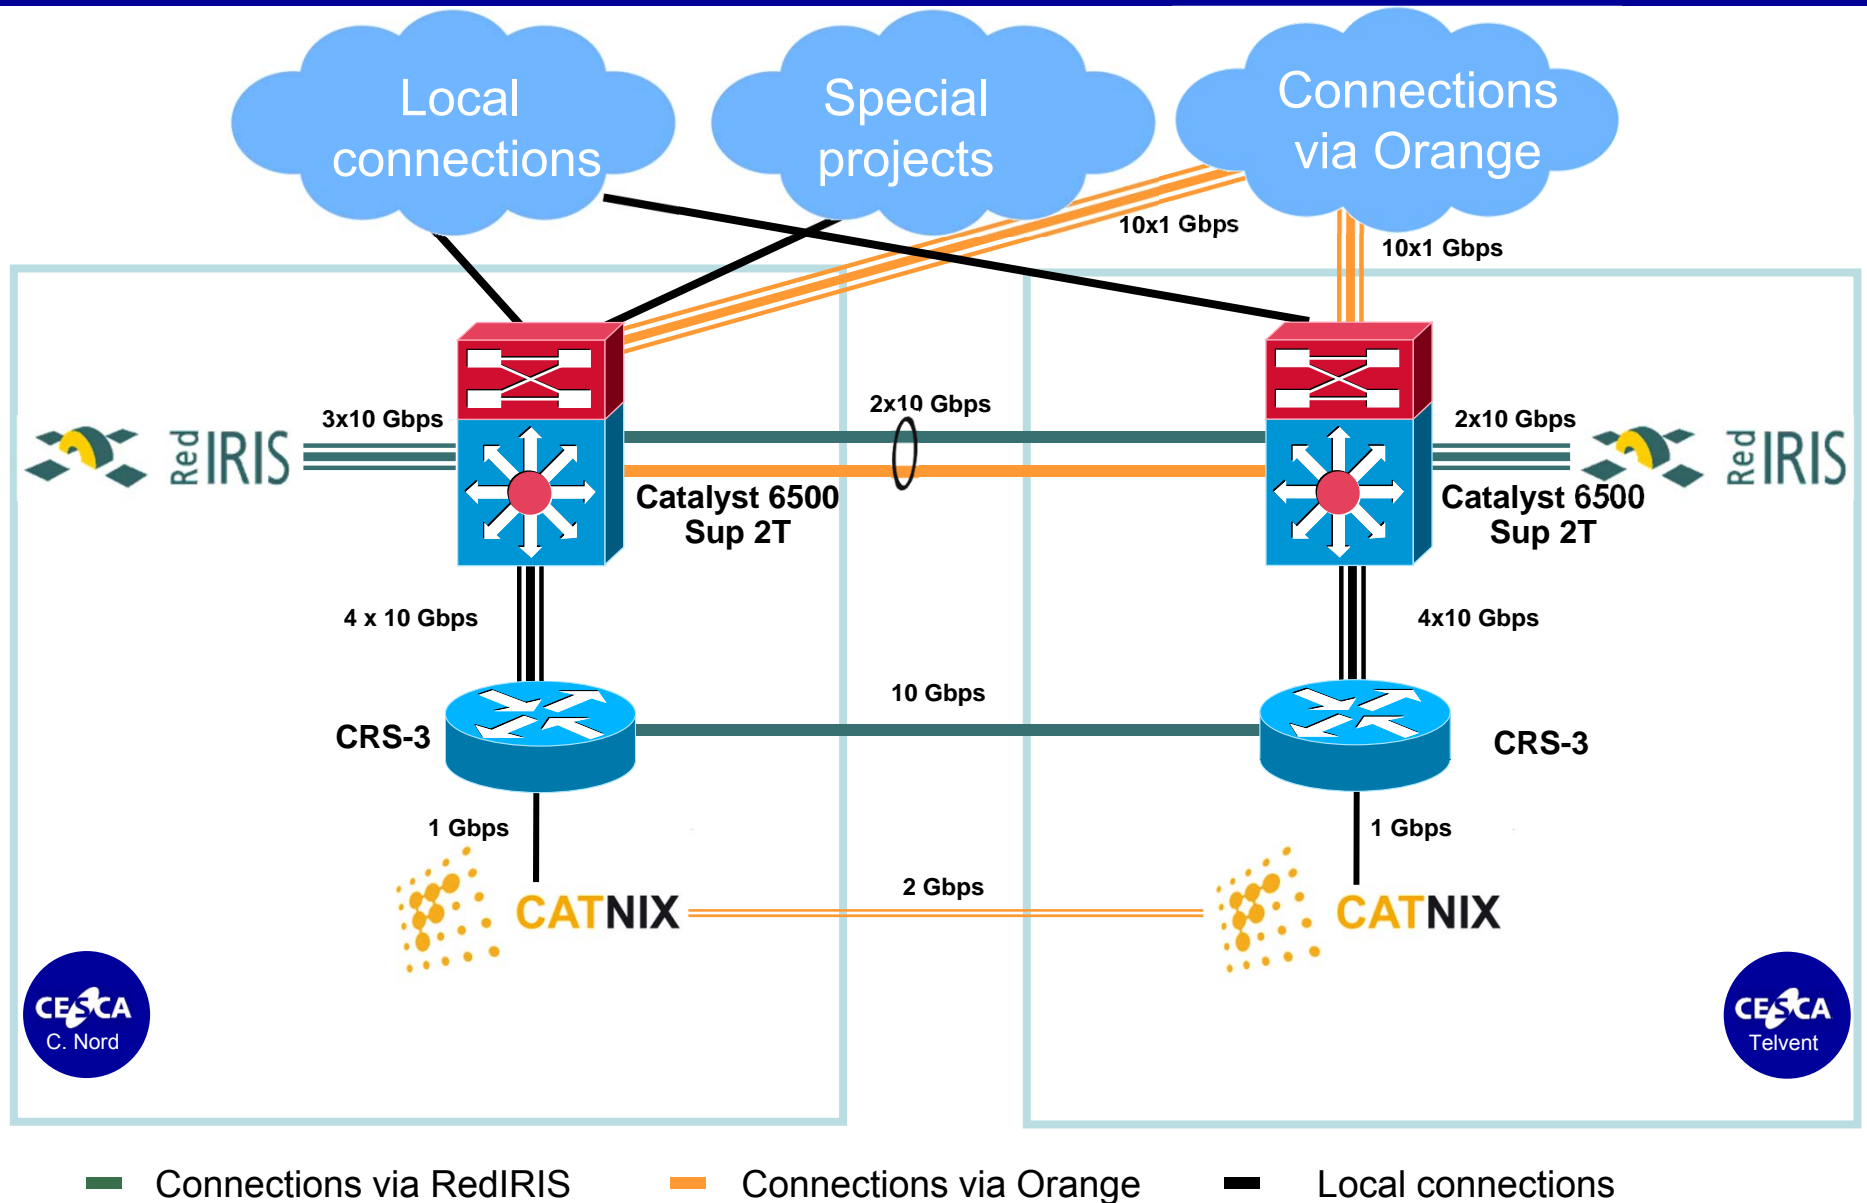 Local
connections
Special
projects
Connections
via Orange
10x1 Gbps
10x1 Gbps
3x10 Gbps
2x10 Gbps
2x10 Gbps
Red IRIS
Red IRIS
Catalyst 6500
Sup 2T
Catalyst 6500
Sup 2T
4 x 10 Gbps
4x10 Gbps
10 Gbps
CRS-3
CRS-3
1 Gbps
1 Gbps
2 Gbps
CATNIX
CATNIX
CESCA
C. Nord
CESCA
Telvent
Connections via RedIRIS
Connections via Orange
Local connections